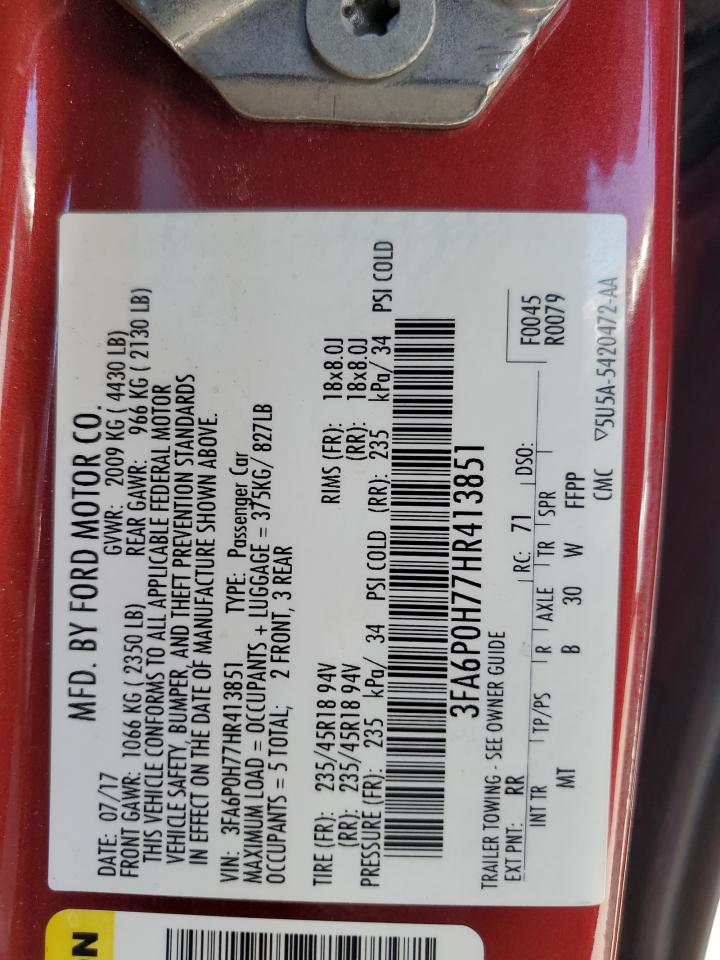 MFD. BY FORD MOTOR CO.
DATE: 07/17 GVWR: 2009 KG ( 4430 LB)
FRONT GAWR: 1066 KG ( 2350 LB) REAR GAWR: 966 KG ( 2130 LB)
THIS VEHICLE CONFORMS TO ALL APPLICABLE FEDERAL MOTOR
VEHICLE SAFETY, BUMPER, AND THEFT PREVENTION STANDARDS
IN EFFECT ON THE DATE OF MANUFACTURE SHOWN ABOVE.
VIN: 3FA6P0H77HR413851 TYPE: Passenger Car
MAXIMUM LOAD = OCCUPANTS + LUGGAGE = 375KG/ 827LB
OCCUPANTS = 5 TOTAL; 2 FRONT, 3 REAR
TIRE (FR): 235/45R18 94V RIMS (FR): 18x8.0J
(RR): 235/45R18 94V (RR): 18x8.0J
PRESSURE (FR): 235 kPa/ 34 PSI COLD (RR): 235 kPa/ 34 PSI COLD
3FA6P0H77HR413851
TRAILER TOWING - SEE OWNER GUIDE
EXT PNT: RR RC: 71 DSO: F0045
R0079
INT TR TP/PS R AXLE TR SPR
MT B 30 W FFPP
CMC ▽5U5A-5420472-AA
ON